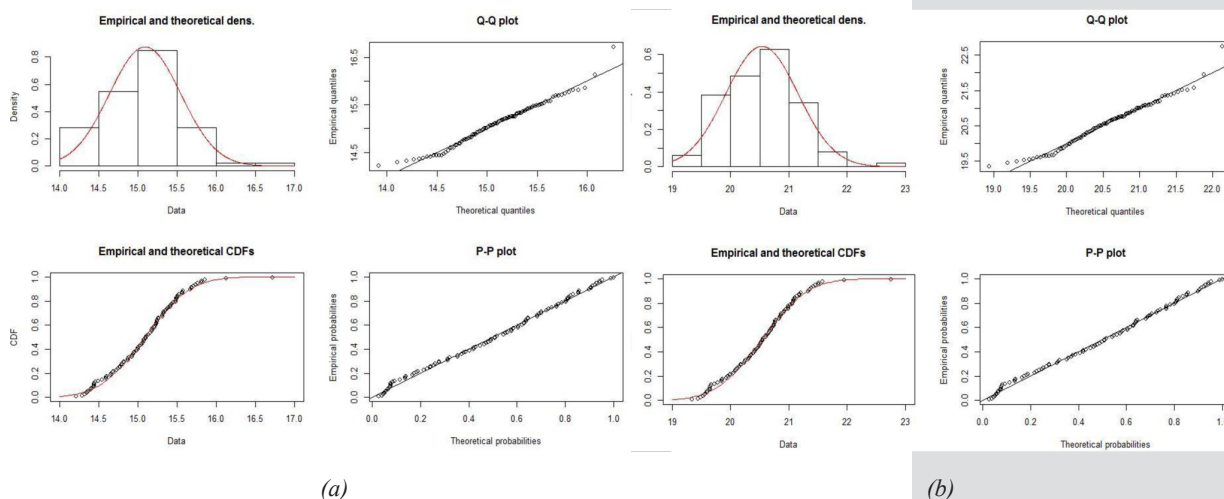 Empirical and theoretical dens.
Density
0.0 0.2 0.4 0.6 0.8
14.0 14.5 15.0 15.5 16.0 16.5 17.0
Data
Q-Q plot
Empirical quantiles
14.5 15.5 16.5
14.0 14.5 15.0 15.5 16.0
Theoretical quantiles
Empirical and theoretical CDFs
CDF
0.0 0.2 0.4 0.6 0.8 1.0
14.0 14.5 15.0 15.5 16.0 16.5 17.0
Data
P-P plot
Empirical probabilities
0.0 0.2 0.4 0.6 0.8 1.0
0.0 0.2 0.4 0.6 0.8 1.0
Theoretical probabilities
(a)
Empirical and theoretical dens.
0.0 0.2 0.4 0.6
19 20 21 22 23
Data
Q-Q plot
Empirical quantiles
19.5 20.5 21.5 22.5
19.0 19.5 20.0 20.5 21.0 21.5 22.0
Theoretical quantiles
Empirical and theoretical CDFs
0.0 0.2 0.4 0.6 0.8 1.0
19 20 21 22 23
Data
P-P plot
Empirical probabilities
0.0 0.2 0.4 0.6 0.8 1.0
0.0 0.2 0.4 0.6 0.8
Theoretical probabilities
(b)